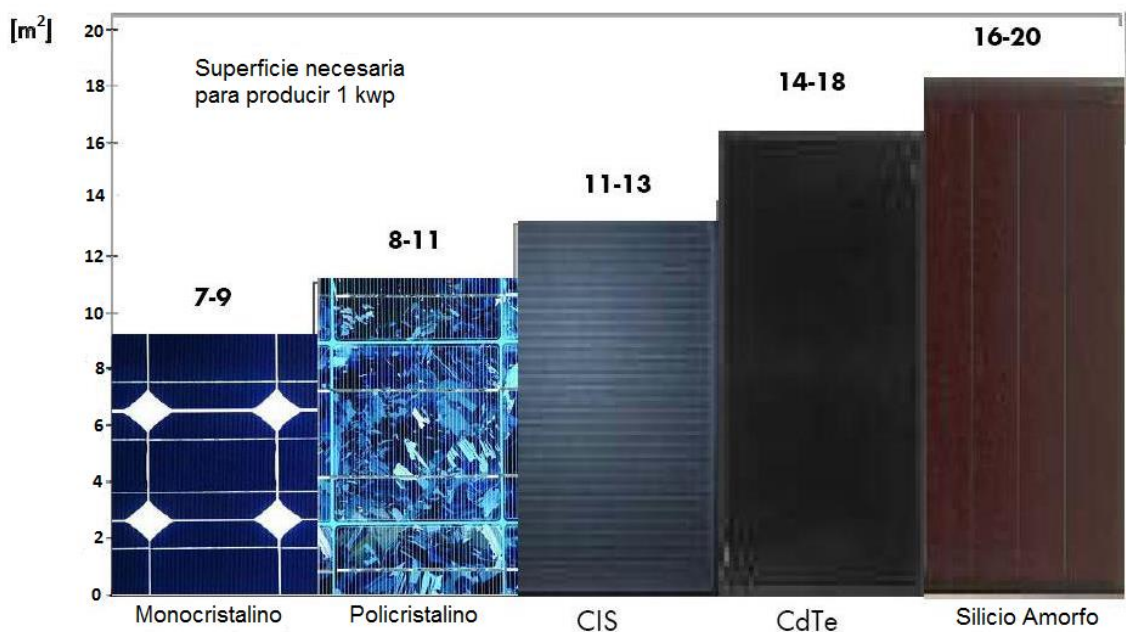 [m²]
20
18
16
14
12
10
8
6
4
2
0
Superficie necesaria
para producir 1 kwp
7-9
8-11
11-13
14-18
16-20
Monocristalino
Policristalino
CIS
CdTe
Silicio Amorfo